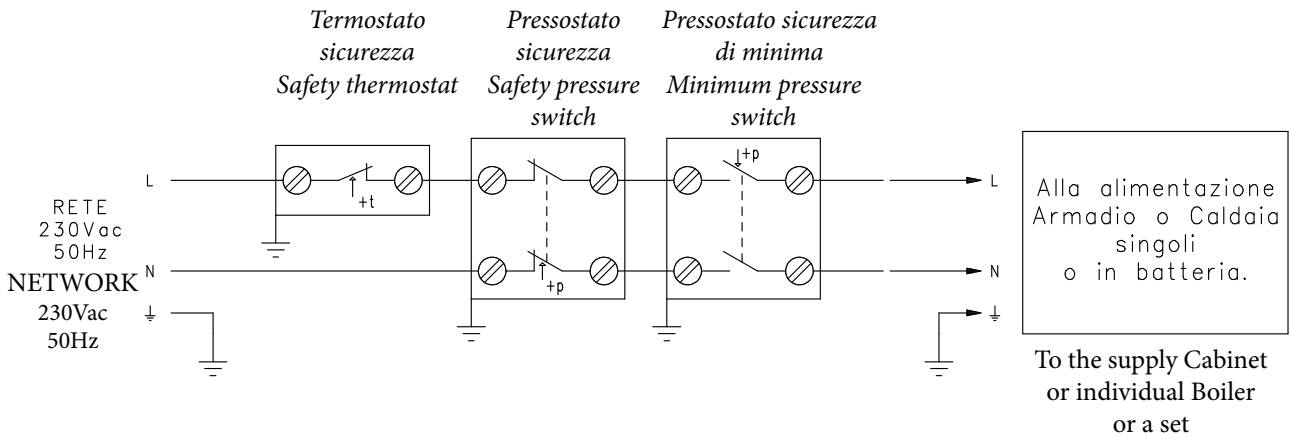 Termostato
sicurezza
Safety thermostat
Pressostato
sicurezza
Safety pressure
switch
Pressostato sicurezza
di minima
Minimum pressure
switch
+t
+p
+p
L
RETE
230Vac
50Hz
N
NETWORK
230Vac
50Hz
L
N
Alla alimentazione
Armadio o Caldaia
singoli
o in batteria.
To the supply Cabinet
or individual Boiler
or a set